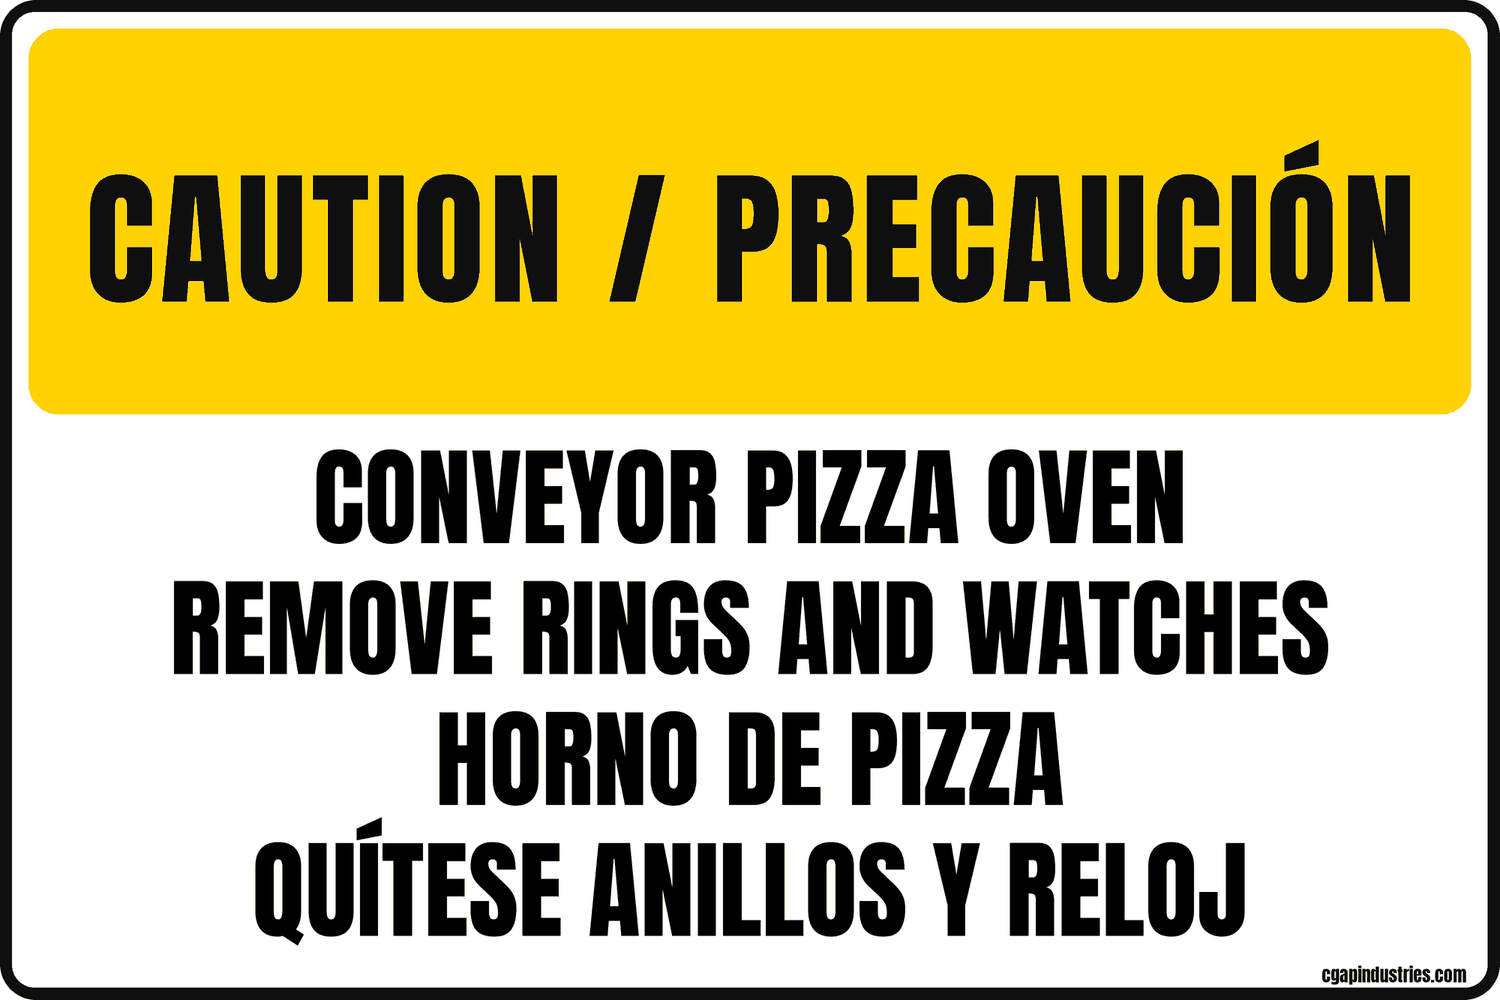 CAUTION / PRECAUCIÓN
CONVEYOR PIZZA OVEN
REMOVE RINGS AND WATCHES
HORNO DE PIZZA
QUÍTESE ANILLOS Y RELOJ
cgapindustries.com